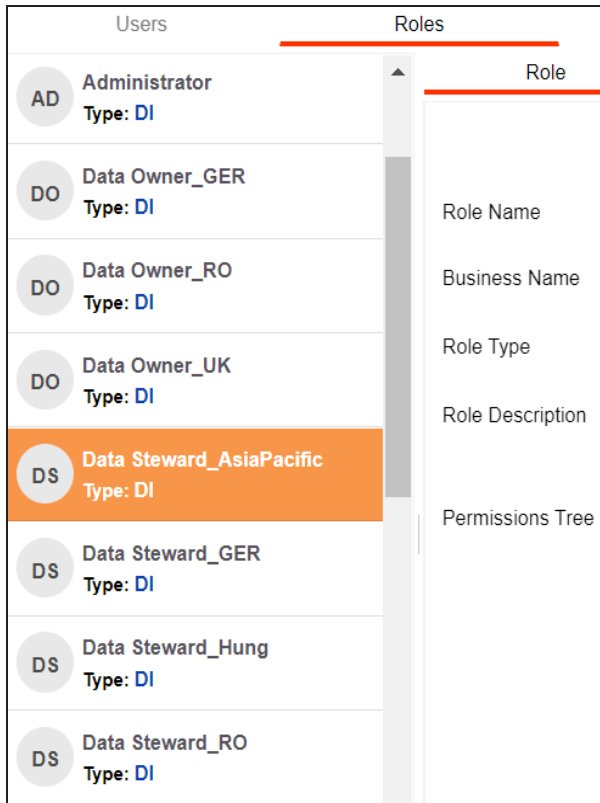 Users
Roles
AD
Administrator
Type: DI
DO
Data Owner_GER
Type: DI
DO
Data Owner_RO
Type: DI
DO
Data Owner_UK
Type: DI
DS
Data Steward_AsiaPacific
Type: DI
DS
Data Steward_GER
Type: DI
DS
Data Steward_Hung
Type: DI
DS
Data Steward_RO
Type: DI
Role
Role Name
Business Name
Role Type
Role Description
Permissions Tree